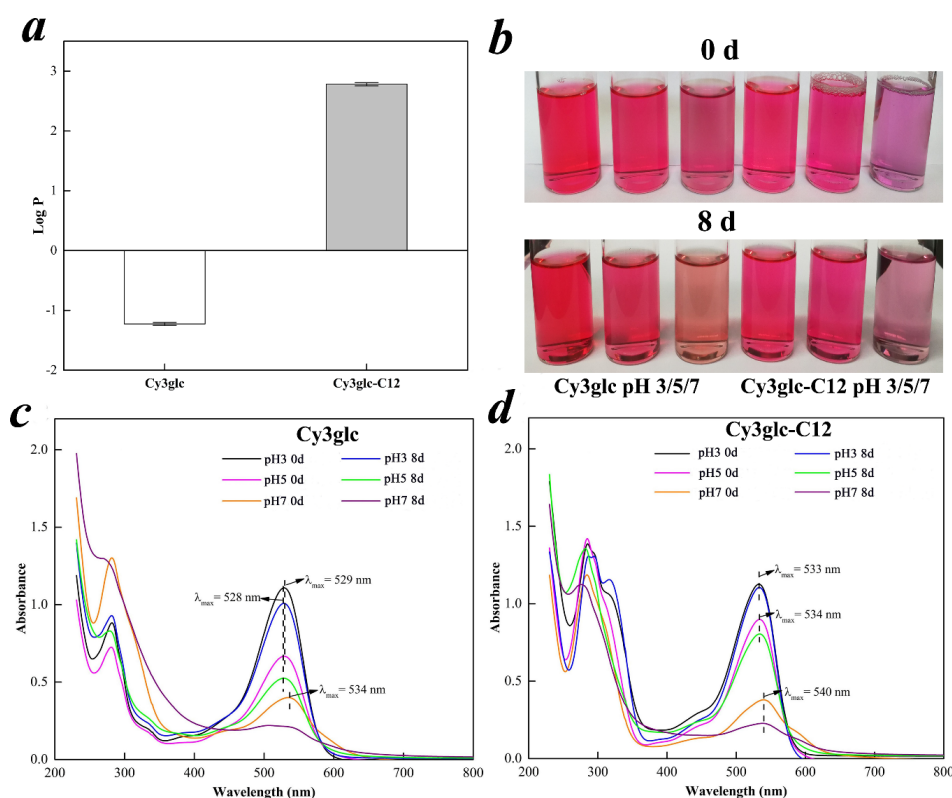 a
3
2
1
0
-1
-2
Log P
Cy3glc
Cy3glc-C12
b
0 d
8 d
Cy3glc pH 3/5/7
Cy3glc-C12 pH 3/5/7
c
Cy3glc
pH3 0d
pH3 8d
pH5 0d
pH5 8d
pH7 0d
pH7 8d
λmax= 529 nm
λmax= 528 nm
λmax= 534 nm
2.0
1.5
1.0
0.5
0.0
Absorbance
200
300
400
500
600
700
800
Wavelength (nm)
d
Cy3glc-C12
pH3 0d
pH3 8d
pH5 0d
pH5 8d
pH7 0d
pH7 8d
λmax= 533 nm
λmax= 534 nm
λmax= 540 nm
2.0
1.5
1.0
0.5
0.0
Absorbance
200
300
400
500
600
700
800
Wavelength (nm)